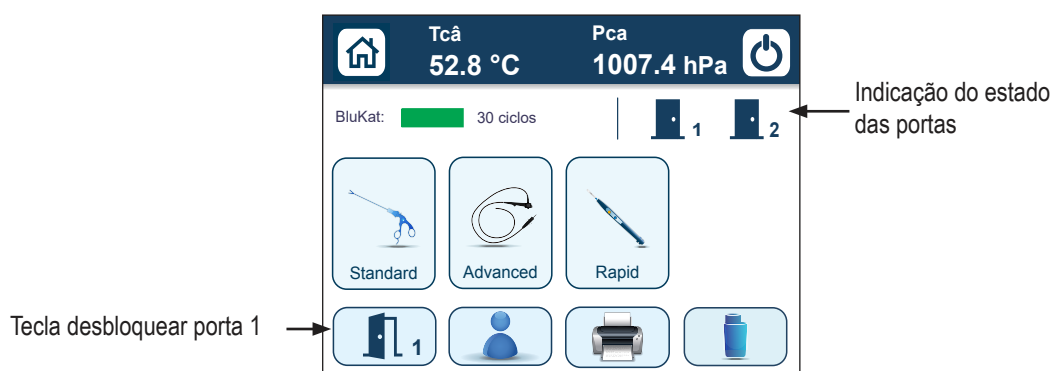 Tcâ
Pca
52.8 °C
1007.4 hPa
Indicação do estado
das portas
BluKat:
30 ciclos
1
2
Standard
Advanced
Rapid
Tecla desbloquear porta 1
1